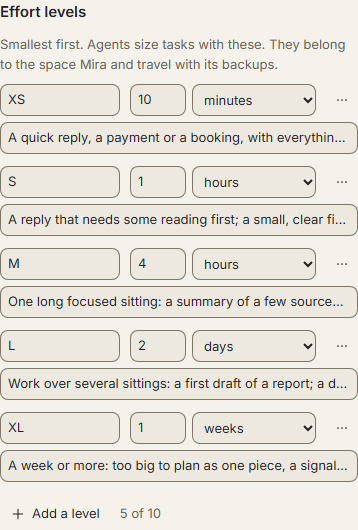 Effort levels
Smallest first. Agents size tasks with these. They belong
to the space Mira and travel with its backups.
XS 10 minutes ...
A quick reply, a payment or a booking, with everythin...
S 1 hours ...
A reply that needs some reading first; a small, clear fi...
M 4 hours ...
One long focused sitting: a summary of a few source...
L 2 days ...
Work over several sittings: a first draft of a report; a d...
XL 1 weeks ...
A week or more: too big to plan as one piece, a signal...
+ Add a level 5 of 10